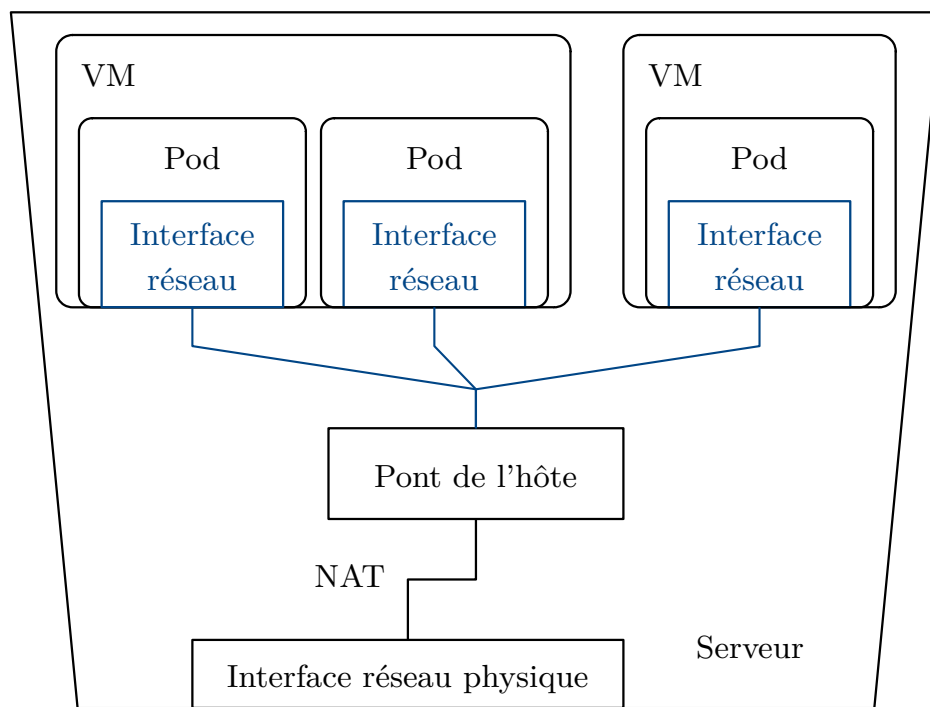 VM
VM
Pod
Pod
Pod
Interface
réseau
Interface
réseau
Interface
réseau
Pont de l'hôte
NAT
Serveur
Interface réseau physique